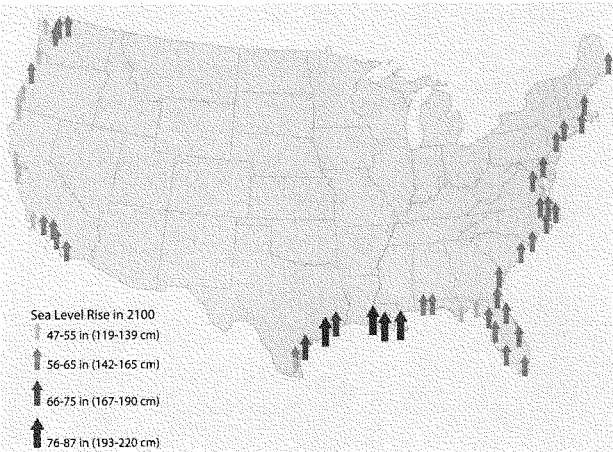 Sea Level Rise in 2100
47-55 in (119-139 cm)
56-65 in (142-165 cm)
66-75 in (167-190 cm)
76-87 in (193-220 cm)